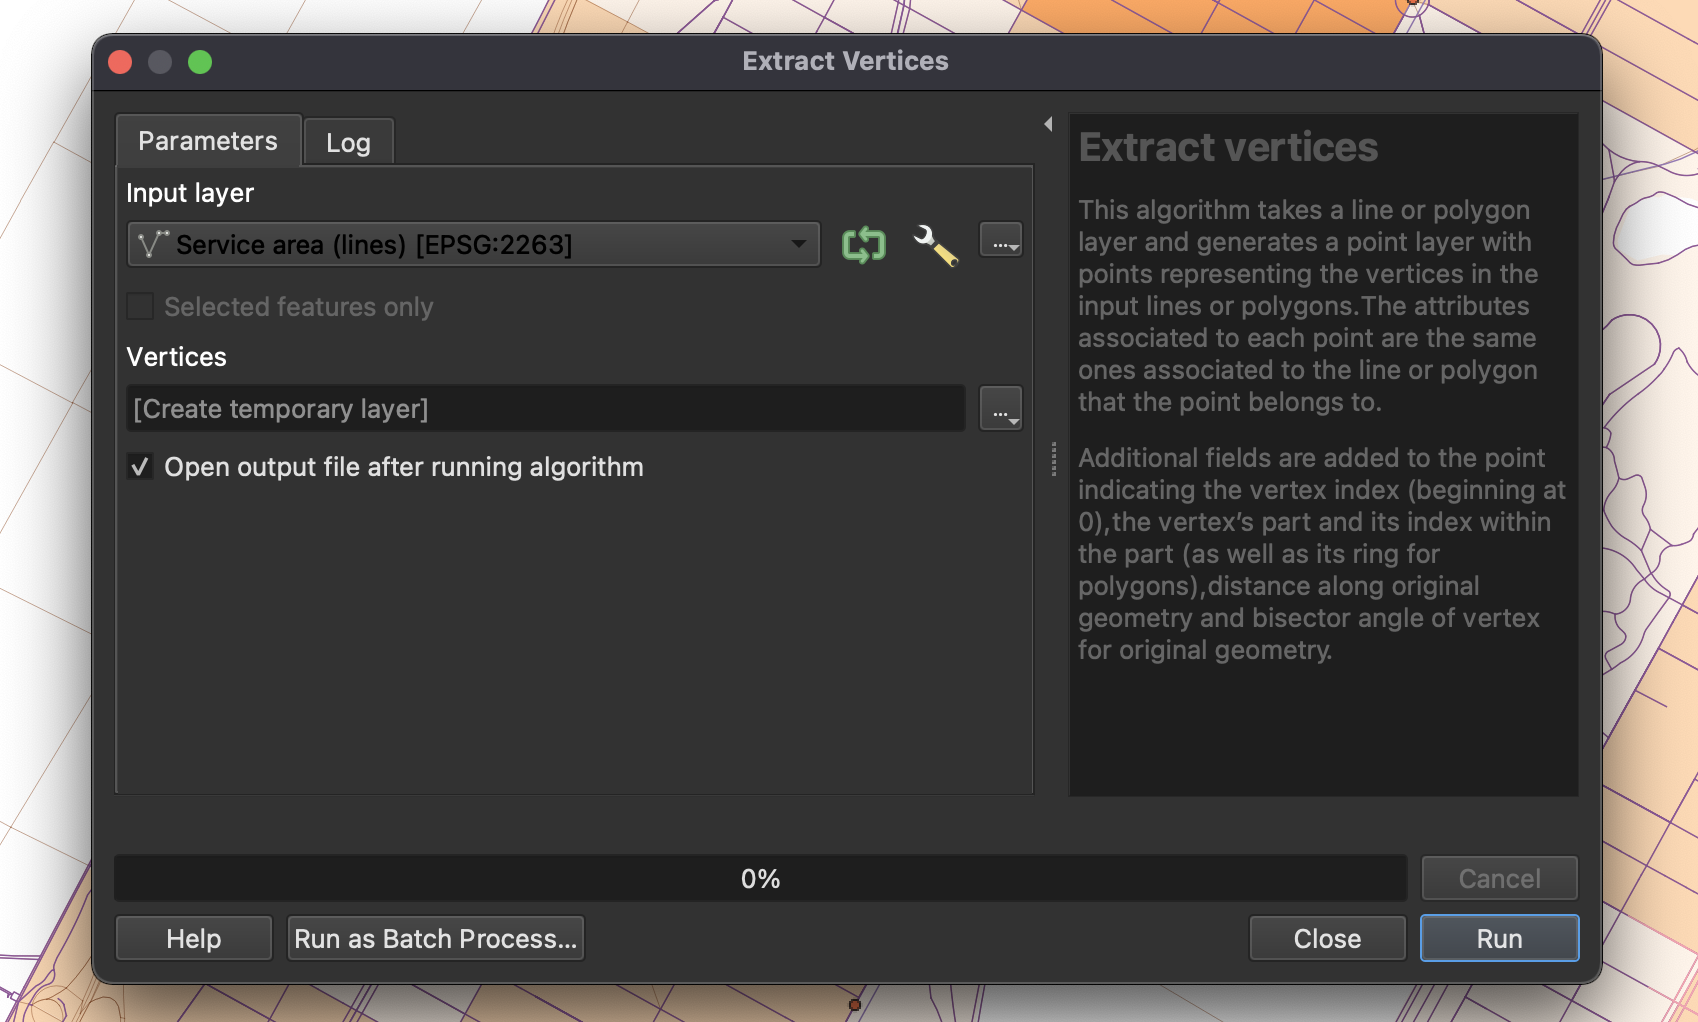 Extract Vertices
Parameters
Log
Input layer
Service area (lines) [EPSG:2263]
...
Selected features only
Vertices
[Create temporary layer]
...
Open output file after running algorithm
Extract vertices
This algorithm takes a line or polygon
layer and generates a point layer with
points representing the vertices in the
input lines or polygons.The attributes
associated to each point are the same
ones associated to the line or polygon
that the point belongs to.
Additional fields are added to the point
indicating the vertex index (beginning at
0),the vertex’s part and its index within
the part (as well as its ring for
polygons),distance along original
geometry and bisector angle of vertex
for original geometry.
0%
Cancel
Help
Run as Batch Process...
Close
Run